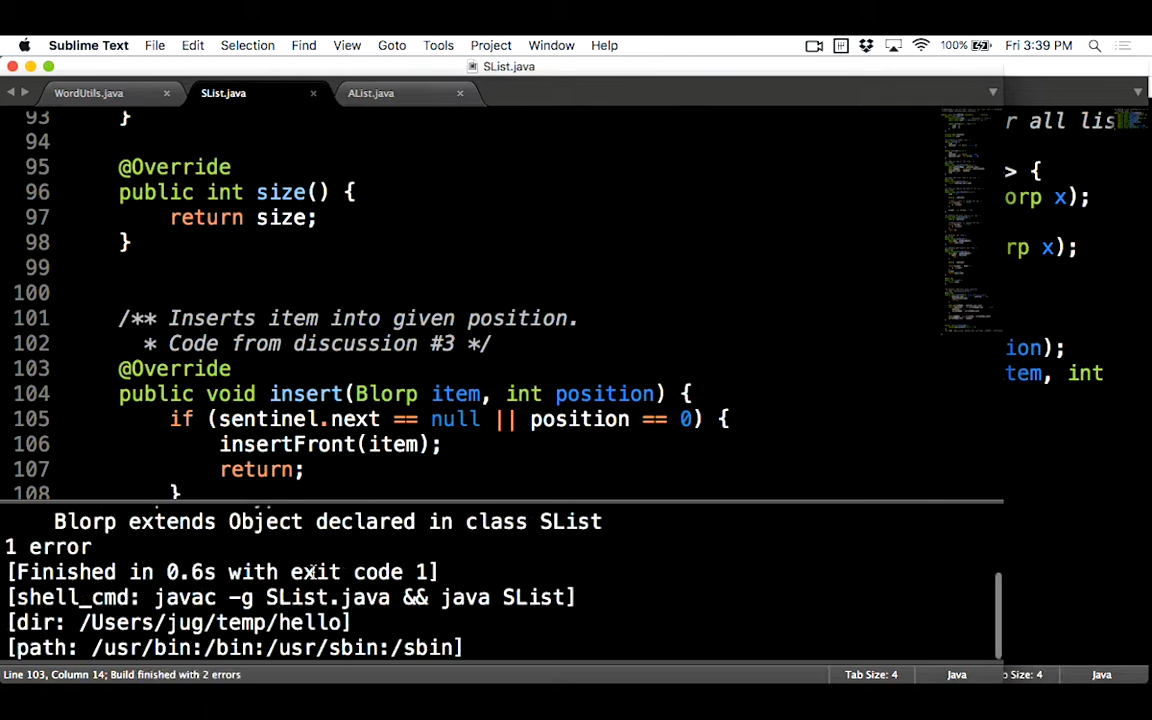 Sublime Text File Edit Selection Find View Goto Tools Project Window Help 100% Fri 3:39 PM
SList.java
WordUtils.java × SList.java × AList.java ×
93 }
94
95 @Override
96 public int size() {
97 return size;
98 }
99
100
101 /** Inserts item into given position.
102 * Code from discussion #3 */
103 @Override
104 public void insert(Blorp item, int position) {
105 if (sentinel.next == null || position == 0) {
106 insertFront(item);
107 return;
108 }
r all lis
> {
orp x);
rp x);
ion);
tem, int
Blorp extends Object declared in class SList
1 error
[Finished in 0.6s with exit code 1]
[shell_cmd: javac -g SList.java && java SList]
[dir: /Users/jug/temp/hello]
[path: /usr/bin:/bin:/usr/sbin:/sbin]
Line 103, Column 14; Build finished with 2 errors Tab Size: 4 Java Size: 4 Java